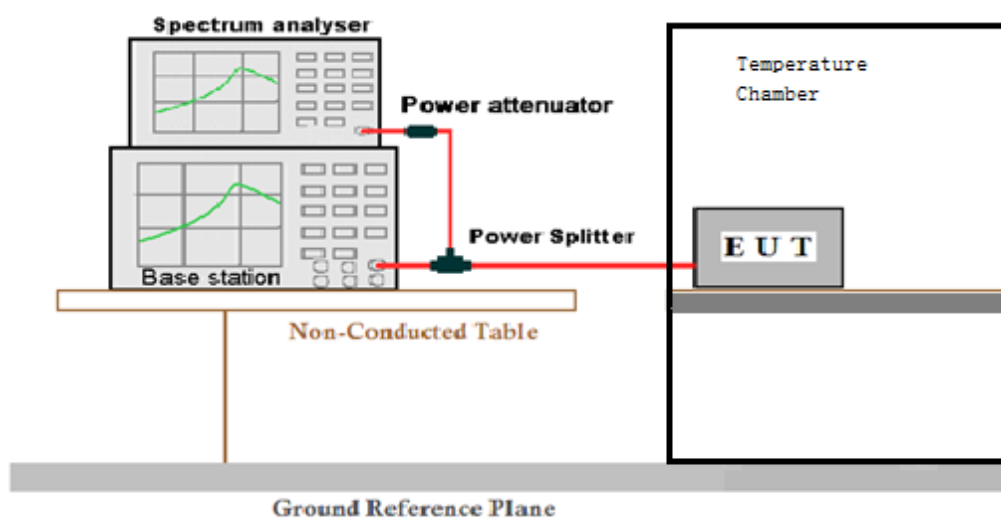 Spectrum analyser
Temperature
Chamber
Power attenuator
Power Splitter
E U T
Base station
Non-Conducted Table
Ground Reference Plane